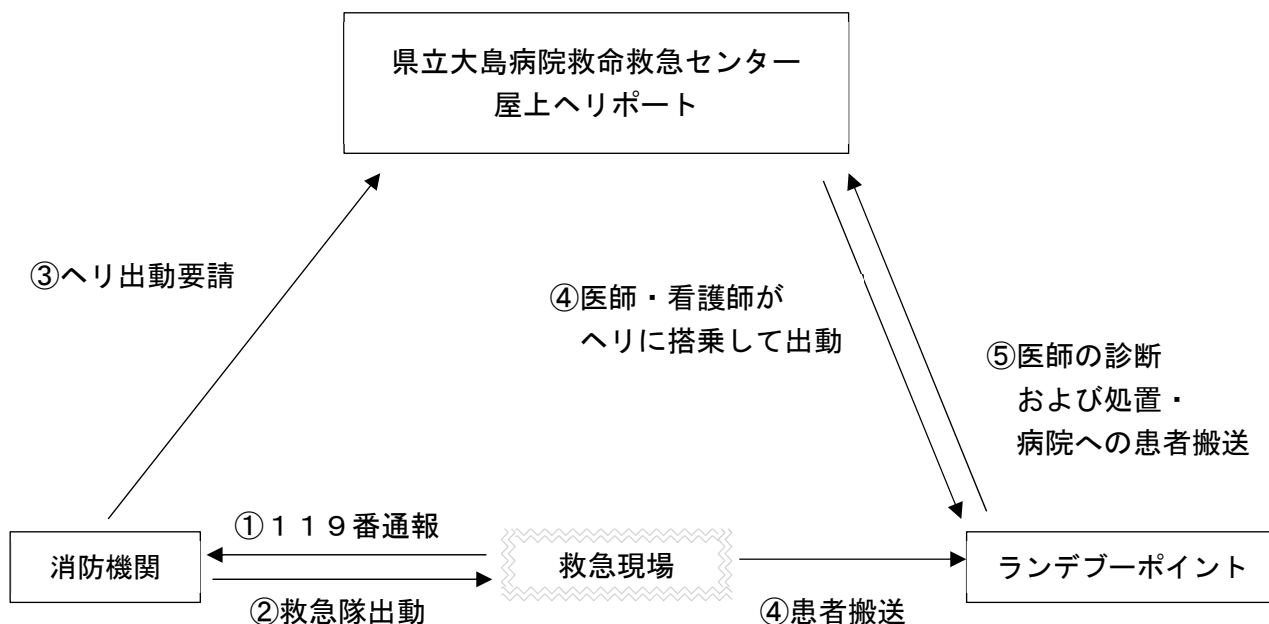 県立大島病院救命救急センター
屋上ヘリポート
③ヘリ出動要請
④医師・看護師が
ヘリに搭乗して出動
⑤医師の診断
および処置・
病院への患者搬送
①１１９番通報
消防機関
救急現場
ランデブーポイント
②救急隊出動
④患者搬送